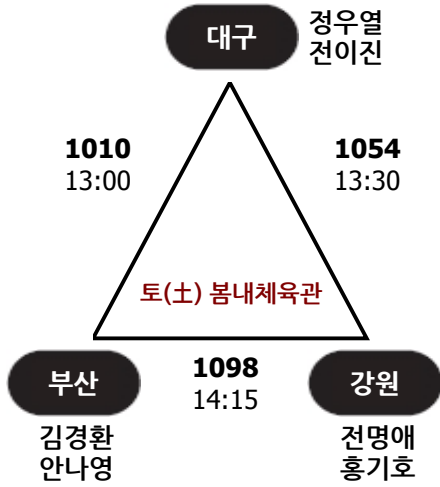 대구
정우열
전이진
1010
13:00
1054
13:30
토(土) 봄내체육관
부산
1098
14:15
강원
김경환
안나영
전명애
홍기호